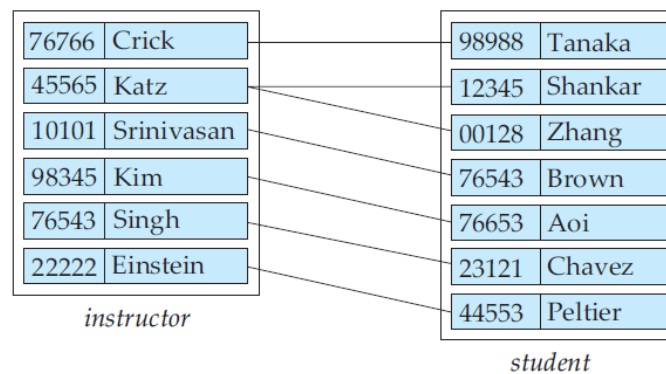 76766 Crick
45565 Katz
10101 Srinivasan
98345 Kim
76543 Singh
22222 Einstein
instructor
98988 Tanaka
12345 Shankar
00128 Zhang
76543 Brown
76653 Aoi
23121 Chavez
44553 Peltier
student